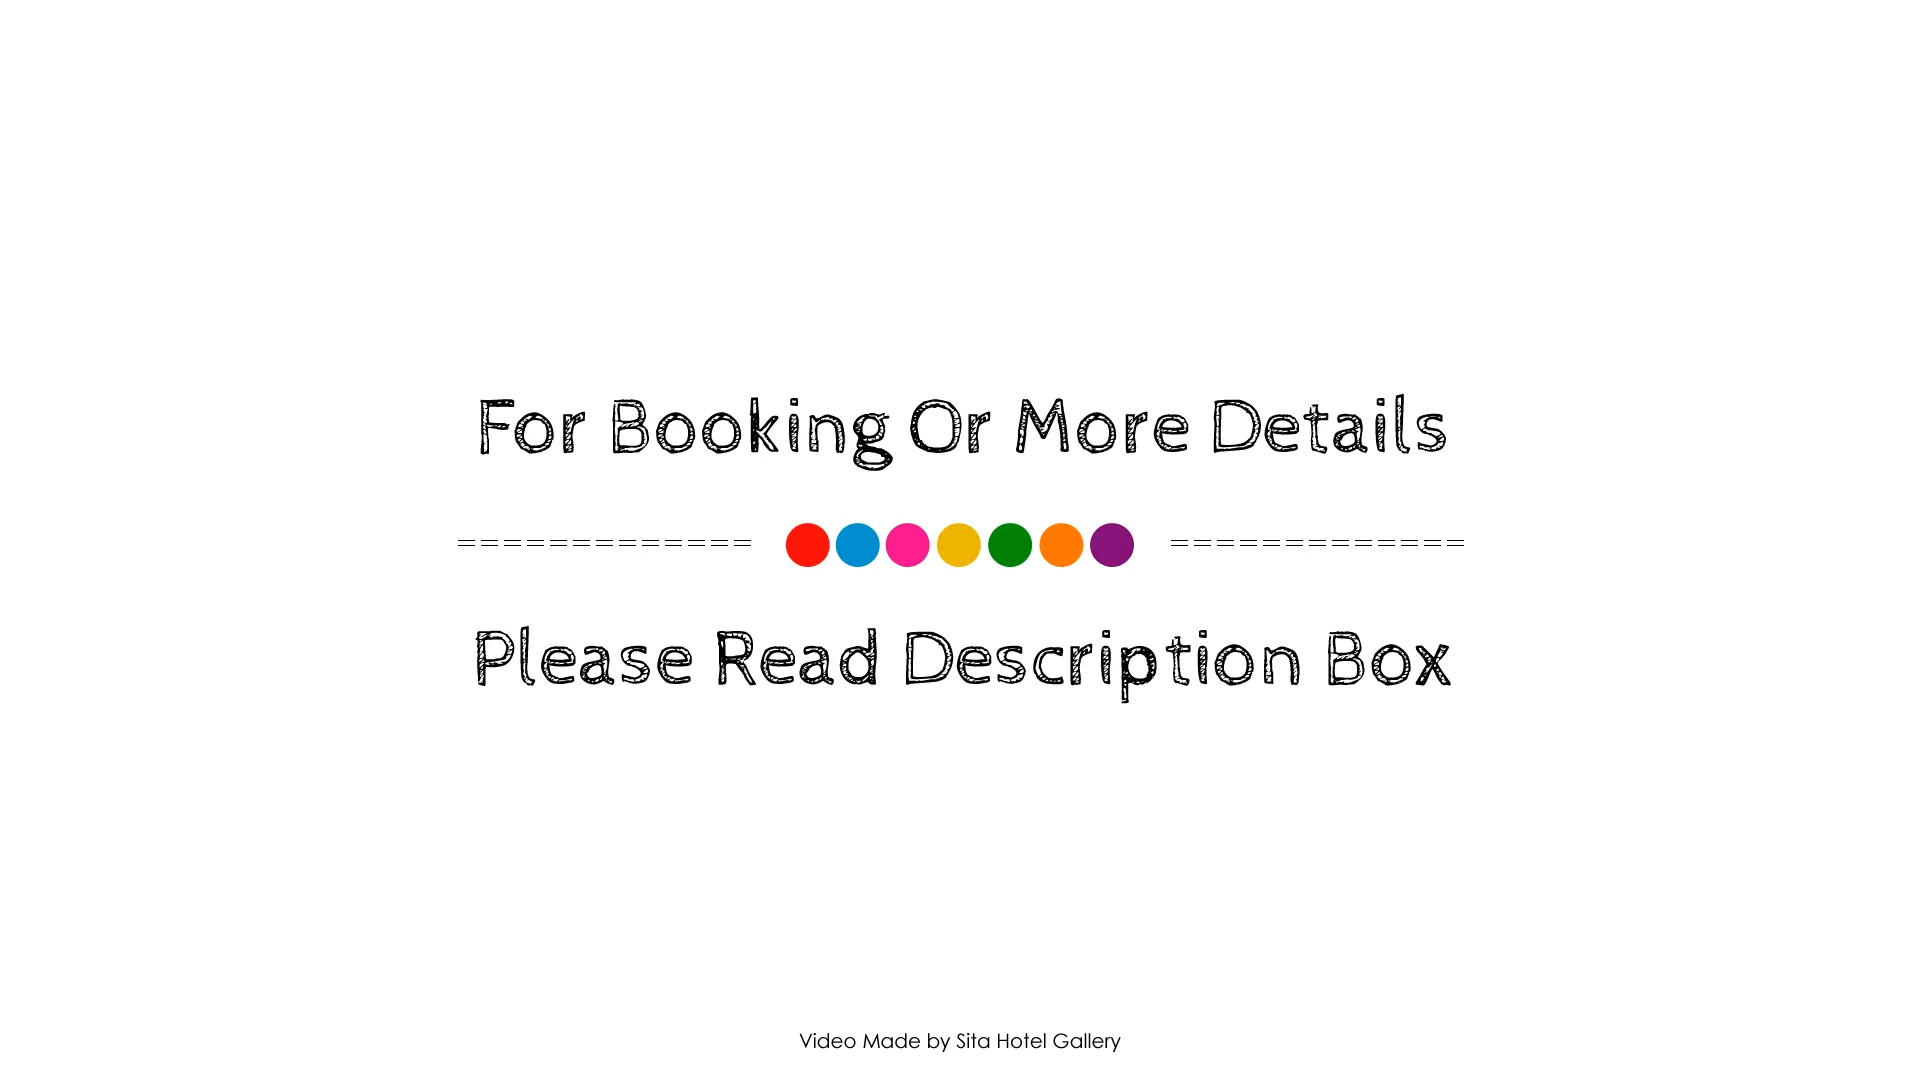 For Booking Or More Details
============= =============
Please Read Description Box
Video Made by Sita Hotel Gallery